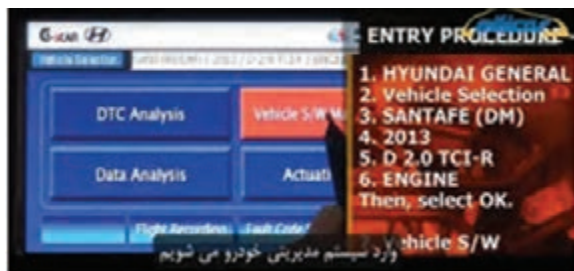 G-scan
ENTRY PROCEDURE
Vehicle Selection
1. HYUNDAI GENERAL
2. Vehicle Selection
3. SANTAFE (DM)
4. 2013
5. D 2.0 TCI-R
6. ENGINE
Then, select OK.
Vehicle S/W
DTC Analysis
Vehicle S/W
Data Analysis
Flight Recording
Fault Code
وارد سیستم مدیریتی خودرو می شویم